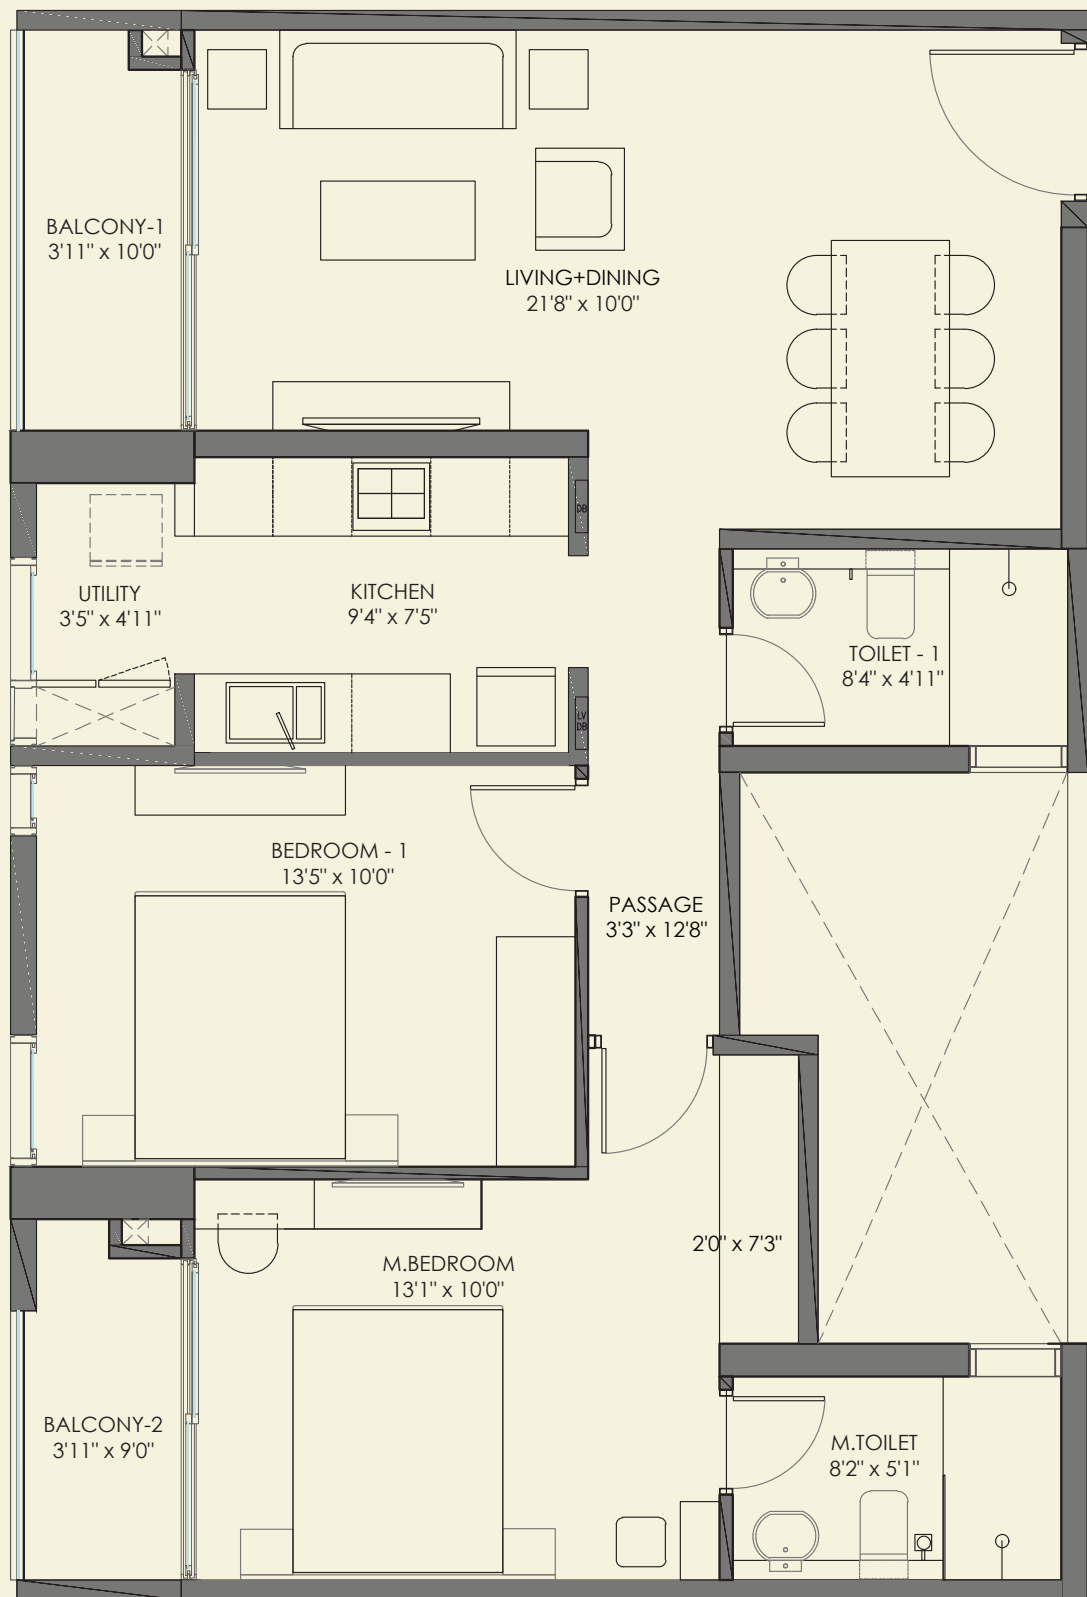 BALCONY-1
3'11" x 10'0"
LIVING+DINING
21'8" x 10'0"
DB
UTILITY
3'5" x 4'11"
KITCHEN
9'4" x 7'5"
TOILET - 1
8'4" x 4'11"
LV
DB
BEDROOM - 1
13'5" x 10'0"
PASSAGE
3'3" x 12'8"
2'0" x 7'3"
M.BEDROOM
13'1" x 10'0"
BALCONY-2
3'11" x 9'0"
M.TOILET
8'2" x 5'1"